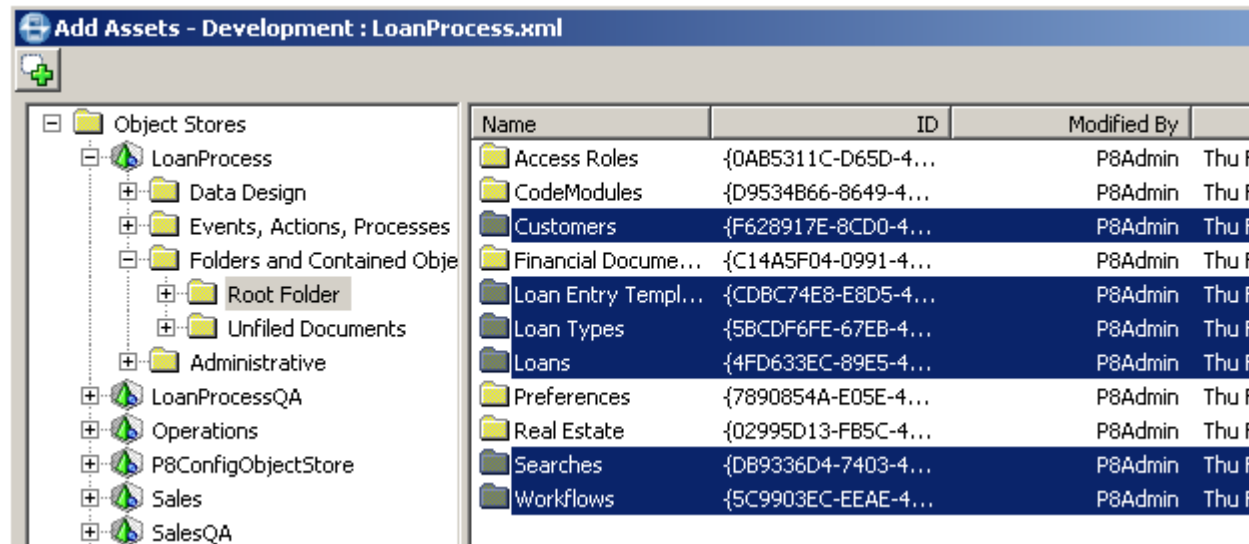 Add Assets - Development : LoanProcess.xml
Object Stores
LoanProcess
Data Design
Events, Actions, Processes
Folders and Contained Obje
Root Folder
Unfiled Documents
Administrative
LoanProcessQA
Operations
P8ConfigObjectStore
Sales
SalesQA
Name ID Modified By
Access Roles {0AB5311C-D65D-4... P8Admin Thu F
CodeModules {D9534B66-8649-4... P8Admin Thu F
Customers {F628917E-8CD0-4... P8Admin Thu F
Financial Docume... {C14A5F04-0991-4... P8Admin Thu F
Loan Entry Templ... {CDBC74E8-E8D5-4... P8Admin Thu F
Loan Types {5BCDF6FE-67EB-4... P8Admin Thu F
Loans {4FD633EC-89E5-4... P8Admin Thu F
Preferences {7890854A-E05E-4... P8Admin Thu F
Real Estate {02995D13-FB5C-4... P8Admin Thu F
Searches {DB9336D4-7403-4... P8Admin Thu F
Workflows {5C9903EC-EEAE-4... P8Admin Thu F